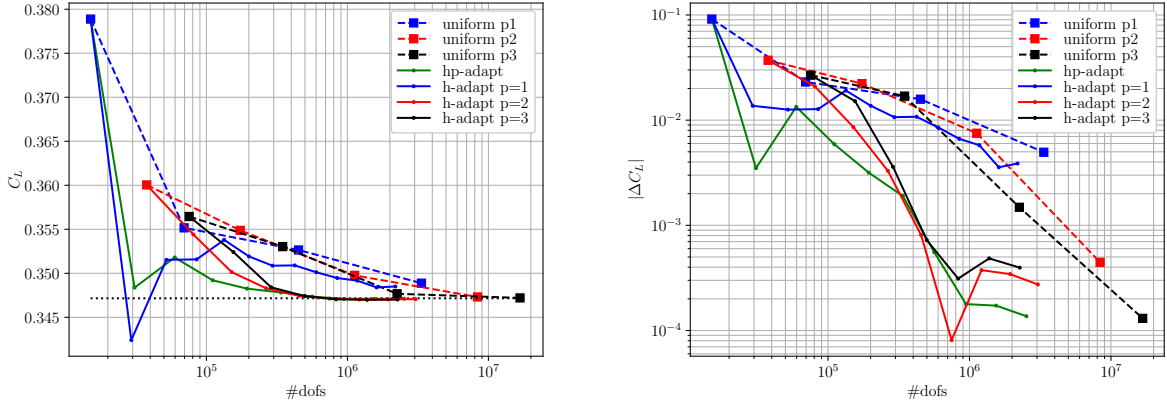 0.380
0.375
0.370
0.365
0.360
0.355
0.350
0.345
C_L
10^5
10^6
10^7
#dofs
uniform p1
uniform p2
uniform p3
hp-adapt
h-adapt p=1
h-adapt p=2
h-adapt p=3
10^−1
10^−2
10^−3
10^−4
|ΔC_L|
10^5
10^6
10^7
#dofs
uniform p1
uniform p2
uniform p3
hp-adapt
h-adapt p=1
h-adapt p=2
h-adapt p=3